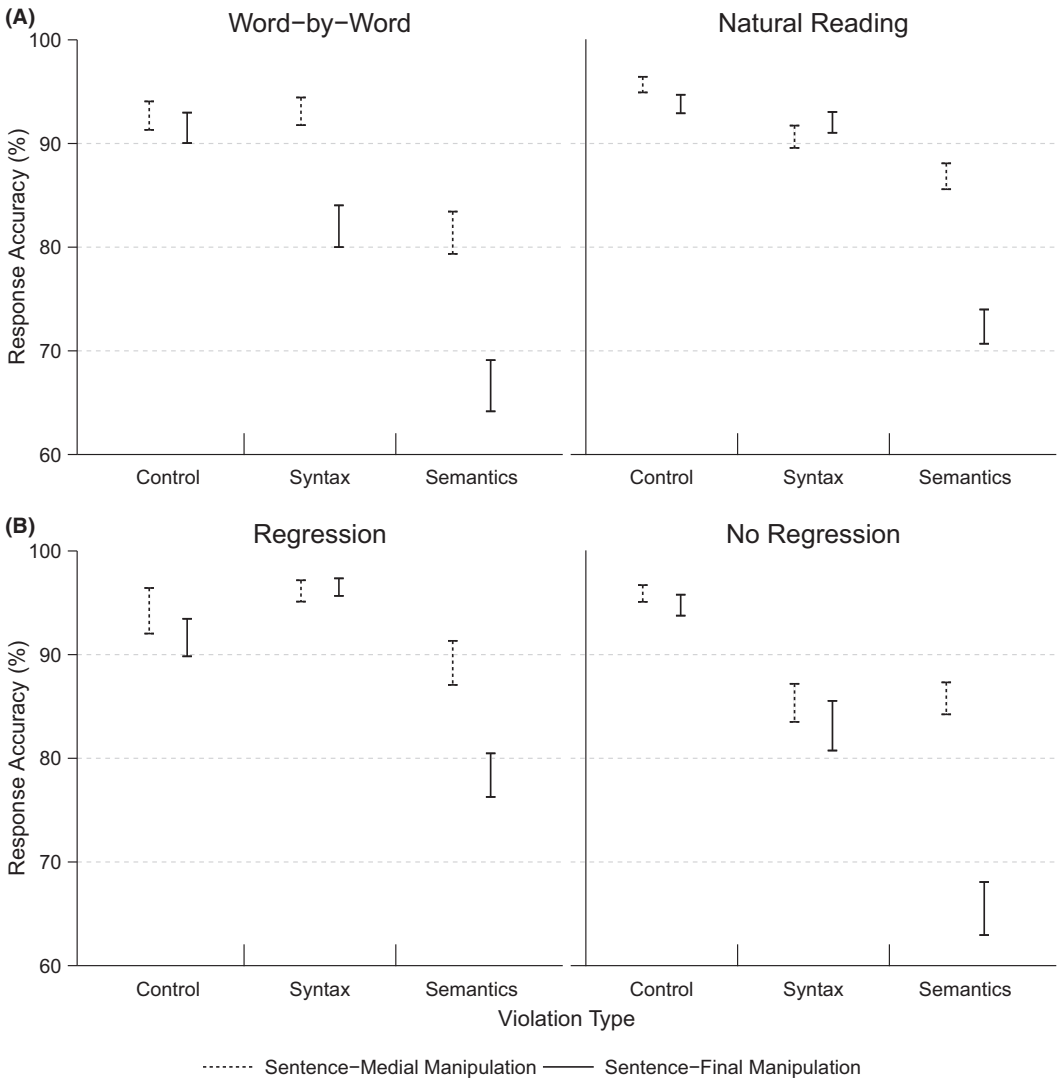 (A)
Word−by−Word
Natural Reading
Response Accuracy (%)
100
90
80
70
60
Control
Syntax
Semantics
Control
Syntax
Semantics
(B)
Regression
No Regression
Response Accuracy (%)
100
90
80
70
60
Control
Syntax
Semantics
Control
Syntax
Semantics
Violation Type
Sentence−Medial Manipulation
Sentence−Final Manipulation